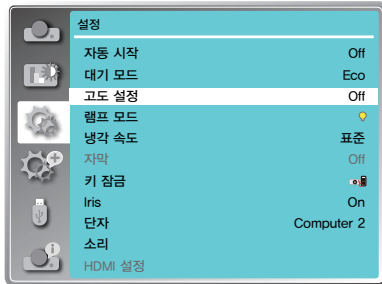 설정
자동 시작 Off
대기 모드 Eco
고도 설정 Off
램프 모드
냉각 속도 표준
자막 Off
키 잠금
Iris On
단자 Computer 2
소리
HDMI 설정